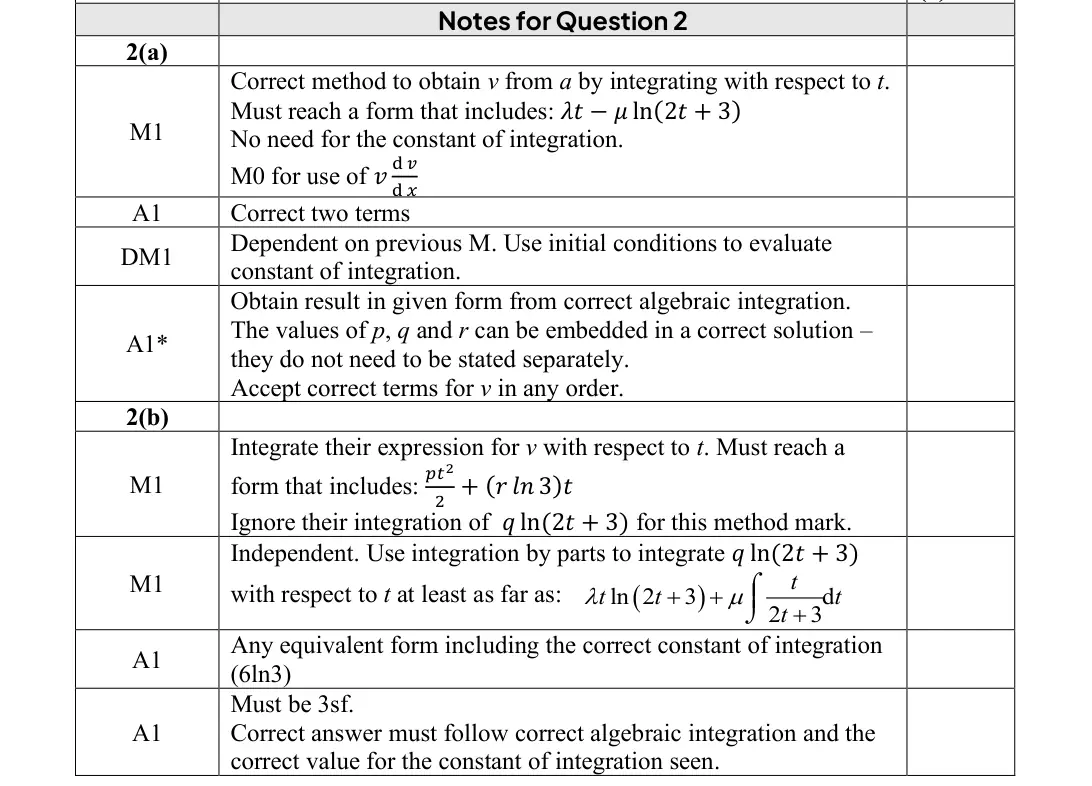 Notes for Question 2
2(a)
M1
Correct method to obtain v from a by integrating with respect to t.
Must reach a form that includes: λt − μ ln(2t + 3)
No need for the constant of integration.
M0 for use of v dv/dx
A1
Correct two terms
DM1
Dependent on previous M. Use initial conditions to evaluate
constant of integration.
A1*
Obtain result in given form from correct algebraic integration.
The values of p, q and r can be embedded in a correct solution –
they do not need to be stated separately.
Accept correct terms for v in any order.
2(b)
M1
Integrate their expression for v with respect to t. Must reach a
form that includes: pt²/2 + (r ln 3)t
Ignore their integration of q ln(2t + 3) for this method mark.
M1
Independent. Use integration by parts to integrate q ln(2t + 3)
with respect to t at least as far as: λt ln(2t+3)+μ∫ t/(2t+3) dt
A1
Any equivalent form including the correct constant of integration
(6ln3)
A1
Must be 3sf.
Correct answer must follow correct algebraic integration and the
correct value for the constant of integration seen.